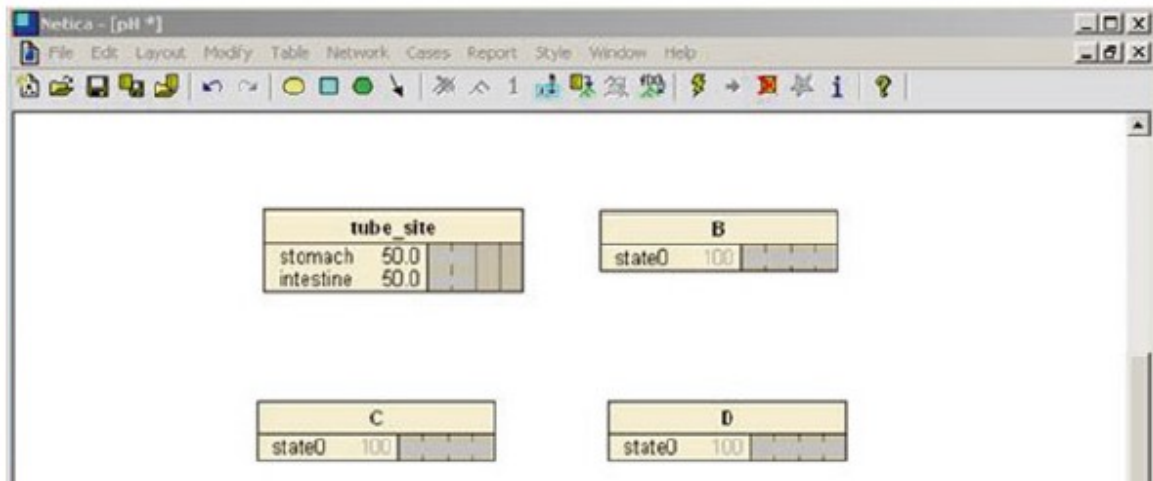 Netica - [pH *]
File Edit Layout Modify Table Network Cases Report Style Window Help
1 f(x) i ?
tube_site
stomach 50.0
intestine 50.0
B
state0 100
C
state0 100
D
state0 100